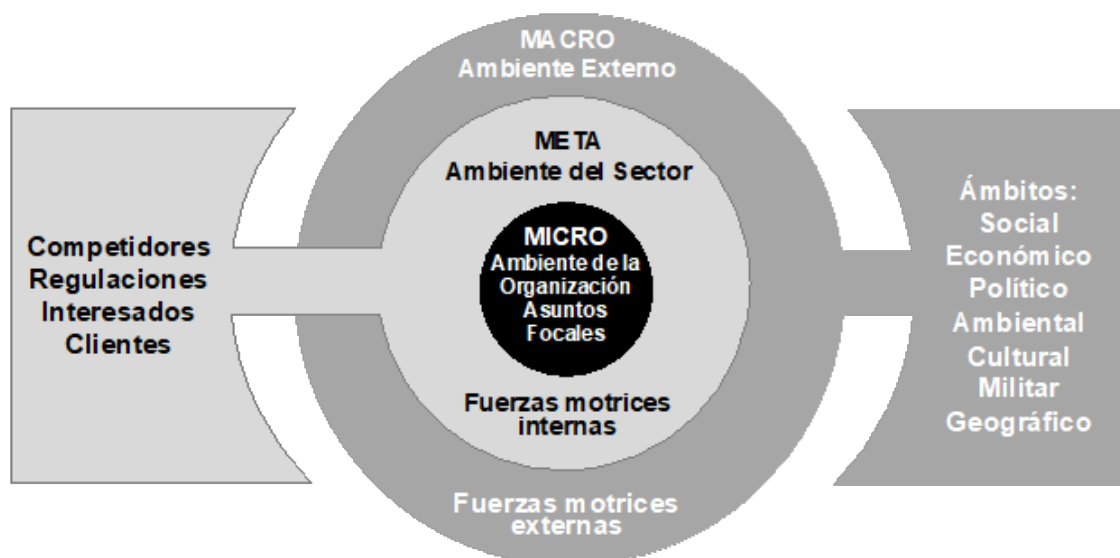 MACRO
Ambiente Externo
META
Ambiente del Sector
MICRO
Ambiente de la
Organización
Asuntos
Focales
Fuerzas motrices
internas
Fuerzas motrices
externas
Competidores
Regulaciones
Interesados
Clientes
Ámbitos:
Social
Económico
Político
Ambiental
Cultural
Militar
Geográfico